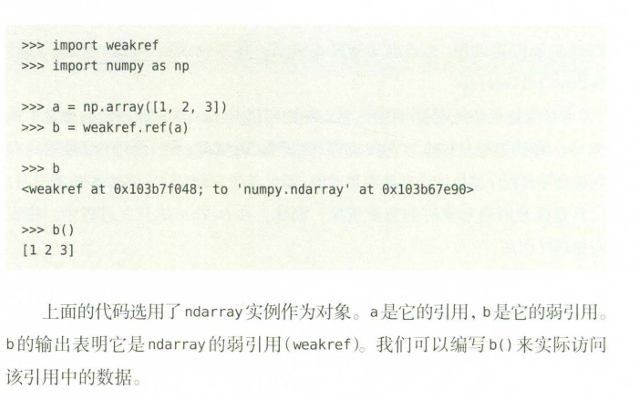 >>> import weakref
>>> import numpy as np
>>> a = np.array([1, 2, 3])
>>> b = weakref.ref(a)
>>> b
<weakref at 0x103b7f048; to 'numpy.ndarray' at 0x103b67e90>
>>> b()
[1 2 3]
上面的代码选用了ndarray实例作为对象。a是它的引用，b是它的弱引用。
b的输出表明它是ndarray的弱引用(weakref)。我们可以编写b()来实际访问
该引用中的数据。